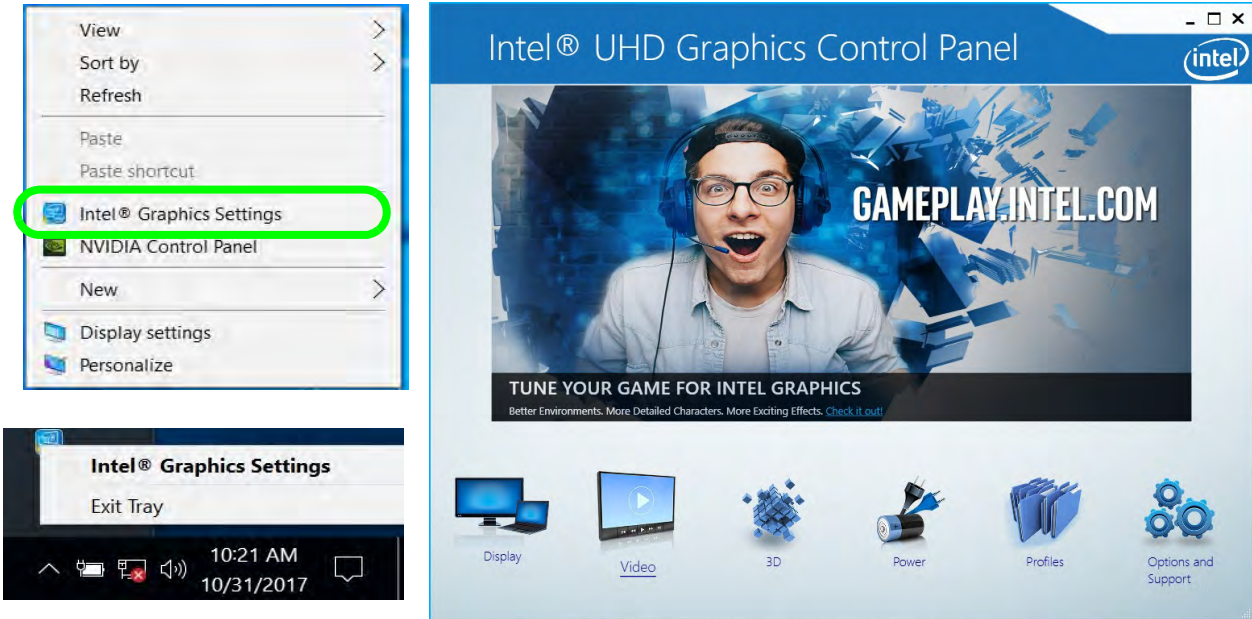 View
Sort by
Refresh
Paste
Paste shortcut
Intel® Graphics Settings
NVIDIA Control Panel
New
Display settings
Personalize
Intel® Graphics Settings
Exit Tray
10:21 AM
10/31/2017
Intel® UHD Graphics Control Panel
intel
GAMEPLAY.INTEL.COM
TUNE YOUR GAME FOR INTEL GRAPHICS
Better Environments. More Detailed Characters. More Exciting Effects. Check it out!
Display
Video
3D
Power
Profiles
Options and
Support